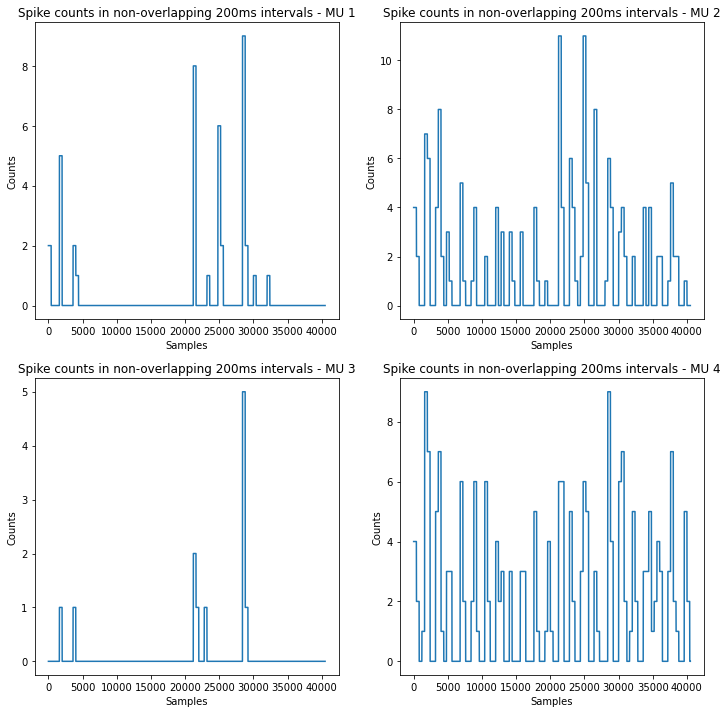 Spike counts in non-overlapping 200ms intervals - MU 1
Counts
8
6
4
2
0
0 5000 10000 15000 20000 25000 30000 35000 40000
Samples
Spike counts in non-overlapping 200ms intervals - MU 2
Counts
10
8
6
4
2
0
0 5000 10000 15000 20000 25000 30000 35000 40000
Samples
Spike counts in non-overlapping 200ms intervals - MU 3
Counts
5
4
3
2
1
0
0 5000 10000 15000 20000 25000 30000 35000 40000
Samples
Spike counts in non-overlapping 200ms intervals - MU 4
Counts
8
6
4
2
0
0 5000 10000 15000 20000 25000 30000 35000 40000
Samples